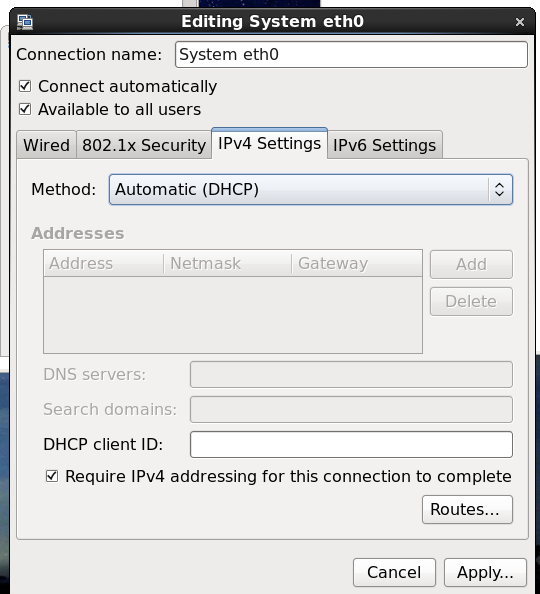 Editing System eth0
Connection name: System eth0
Connect automatically
Available to all users
Wired 802.1x Security IPv4 Settings IPv6 Settings
Method: Automatic (DHCP)
Addresses
Address Netmask Gateway Add
Delete
DNS servers:
Search domains:
DHCP client ID:
Require IPv4 addressing for this connection to complete
Routes...
Cancel Apply...